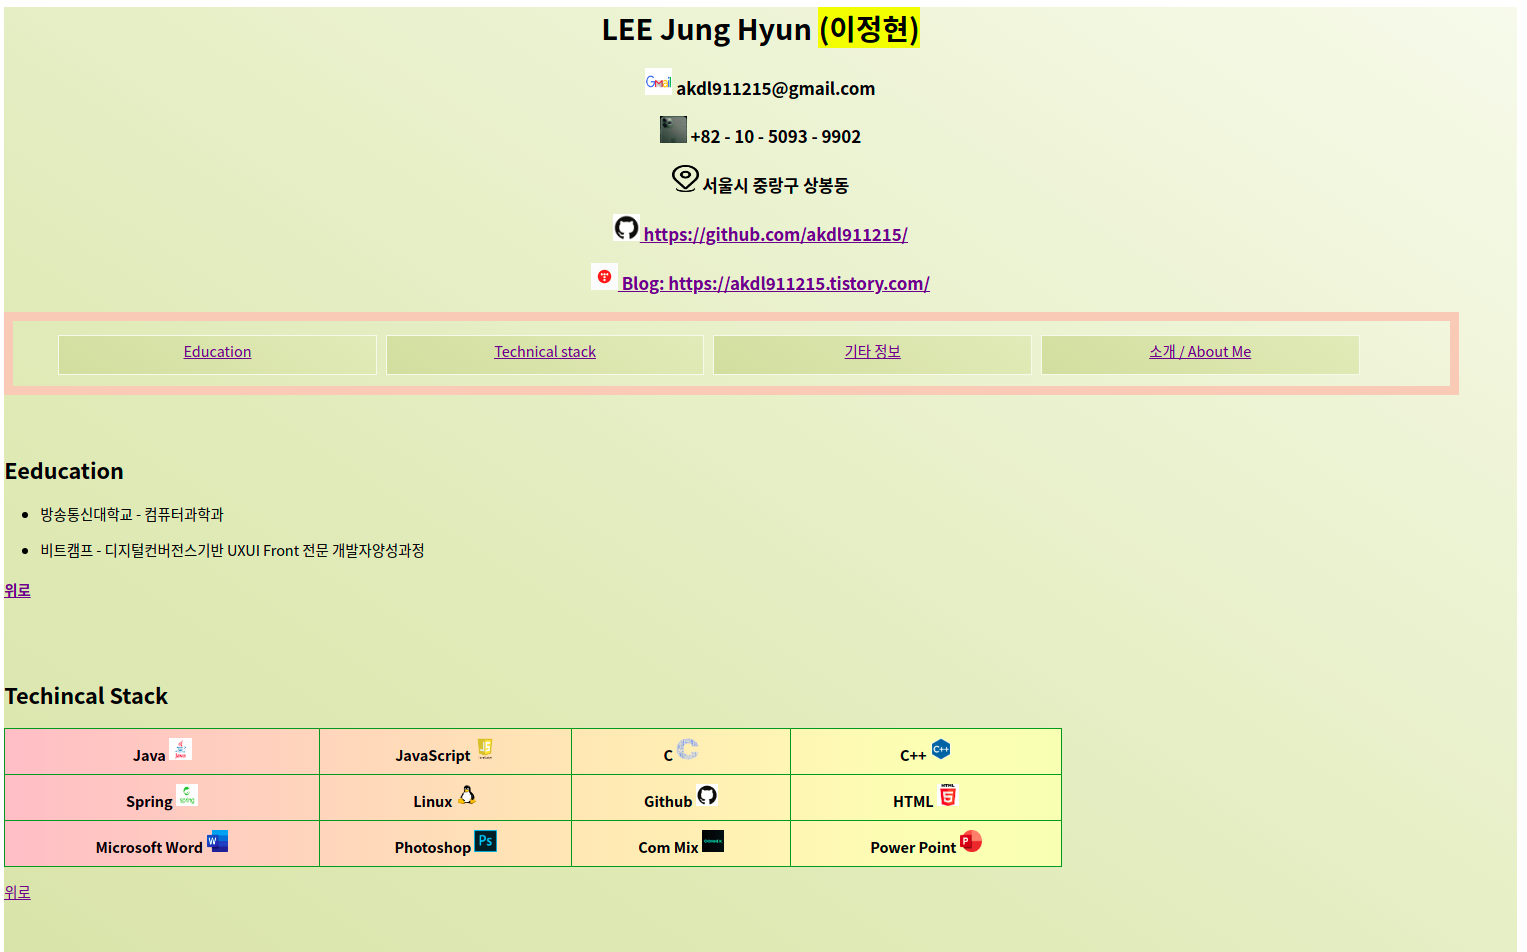 LEE Jung Hyun (이정현)
Gmail akdl911215@gmail.com
+82 - 10 - 5093 - 9902
서울시 중랑구 상봉동
https://github.com/akdl911215/
Blog: https://akdl911215.tistory.com/
Education Technical stack 기타 정보 소개 / About Me
Eeducation
방송통신대학교 - 컴퓨터과학과
비트캠프 - 디지털컨버전스기반 UXUI Front 전문 개발자양성과정
위로
Techincal Stack
Java JavaScript JS C C++ C++
Spring spring Linux Github HTML HTML 5
Microsoft Word W Photoshop Ps Com Mix Power Point P
위로